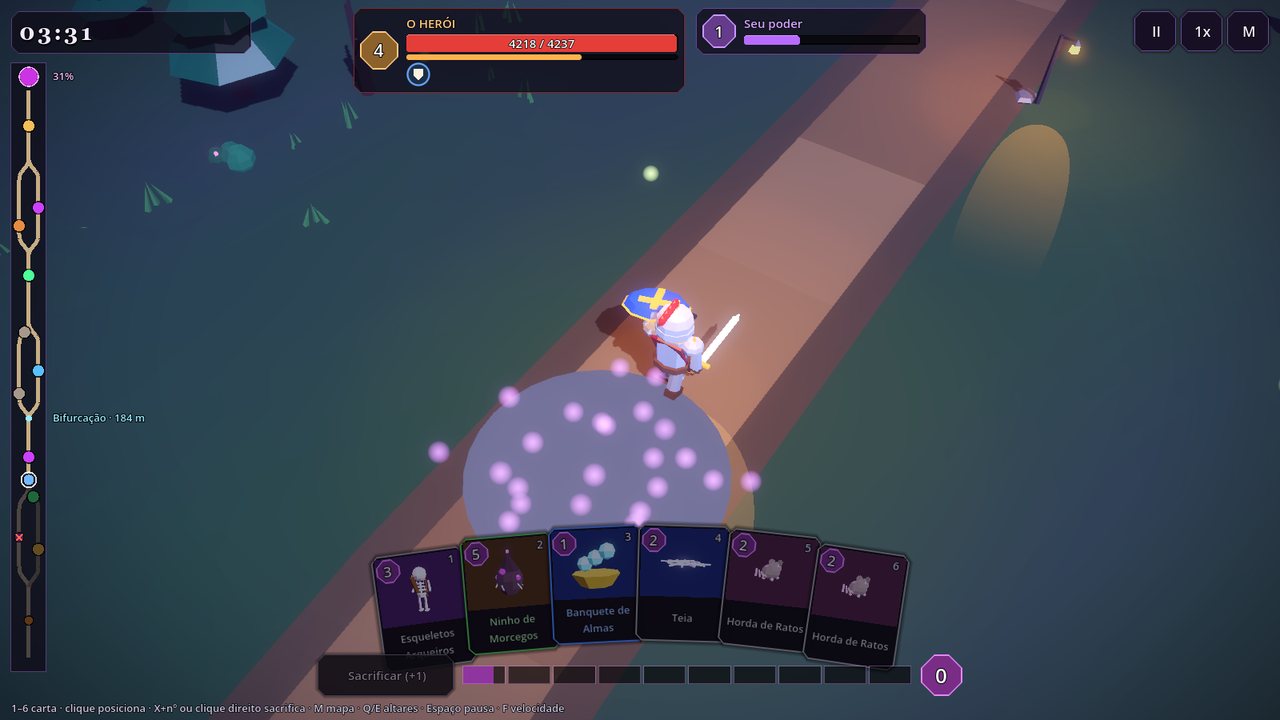 03:31
O HERÓI
4
4218 / 4237
1
Seu poder
II
1x
M
31%
Bifurcação · 184 m
3
1
Esqueletos
Arqueiros
5
2
Ninho de
Morcegos
1
3
Banquete de
Almas
2
4
Teia
2
5
Horda de Ratos
2
6
Horda de Ratos
Sacrificar (+1)
0
1–6 carta · clique posiciona · X+nº ou clique direito sacrifica · M mapa · Q/E altares · Espaço pausa · F velocidade